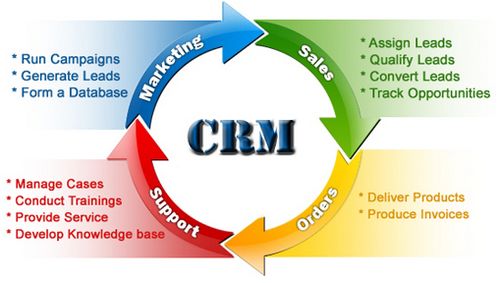 Marketing
* Run Campaigns
* Generate Leads
* Form a Database
Sales
* Assign Leads
* Qualify Leads
* Convert Leads
* Track Opportunities
CRM
Support
* Manage Cases
* Conduct Trainings
* Provide Service
* Develop Knowledge base
Orders
* Deliver Products
* Produce Invoices